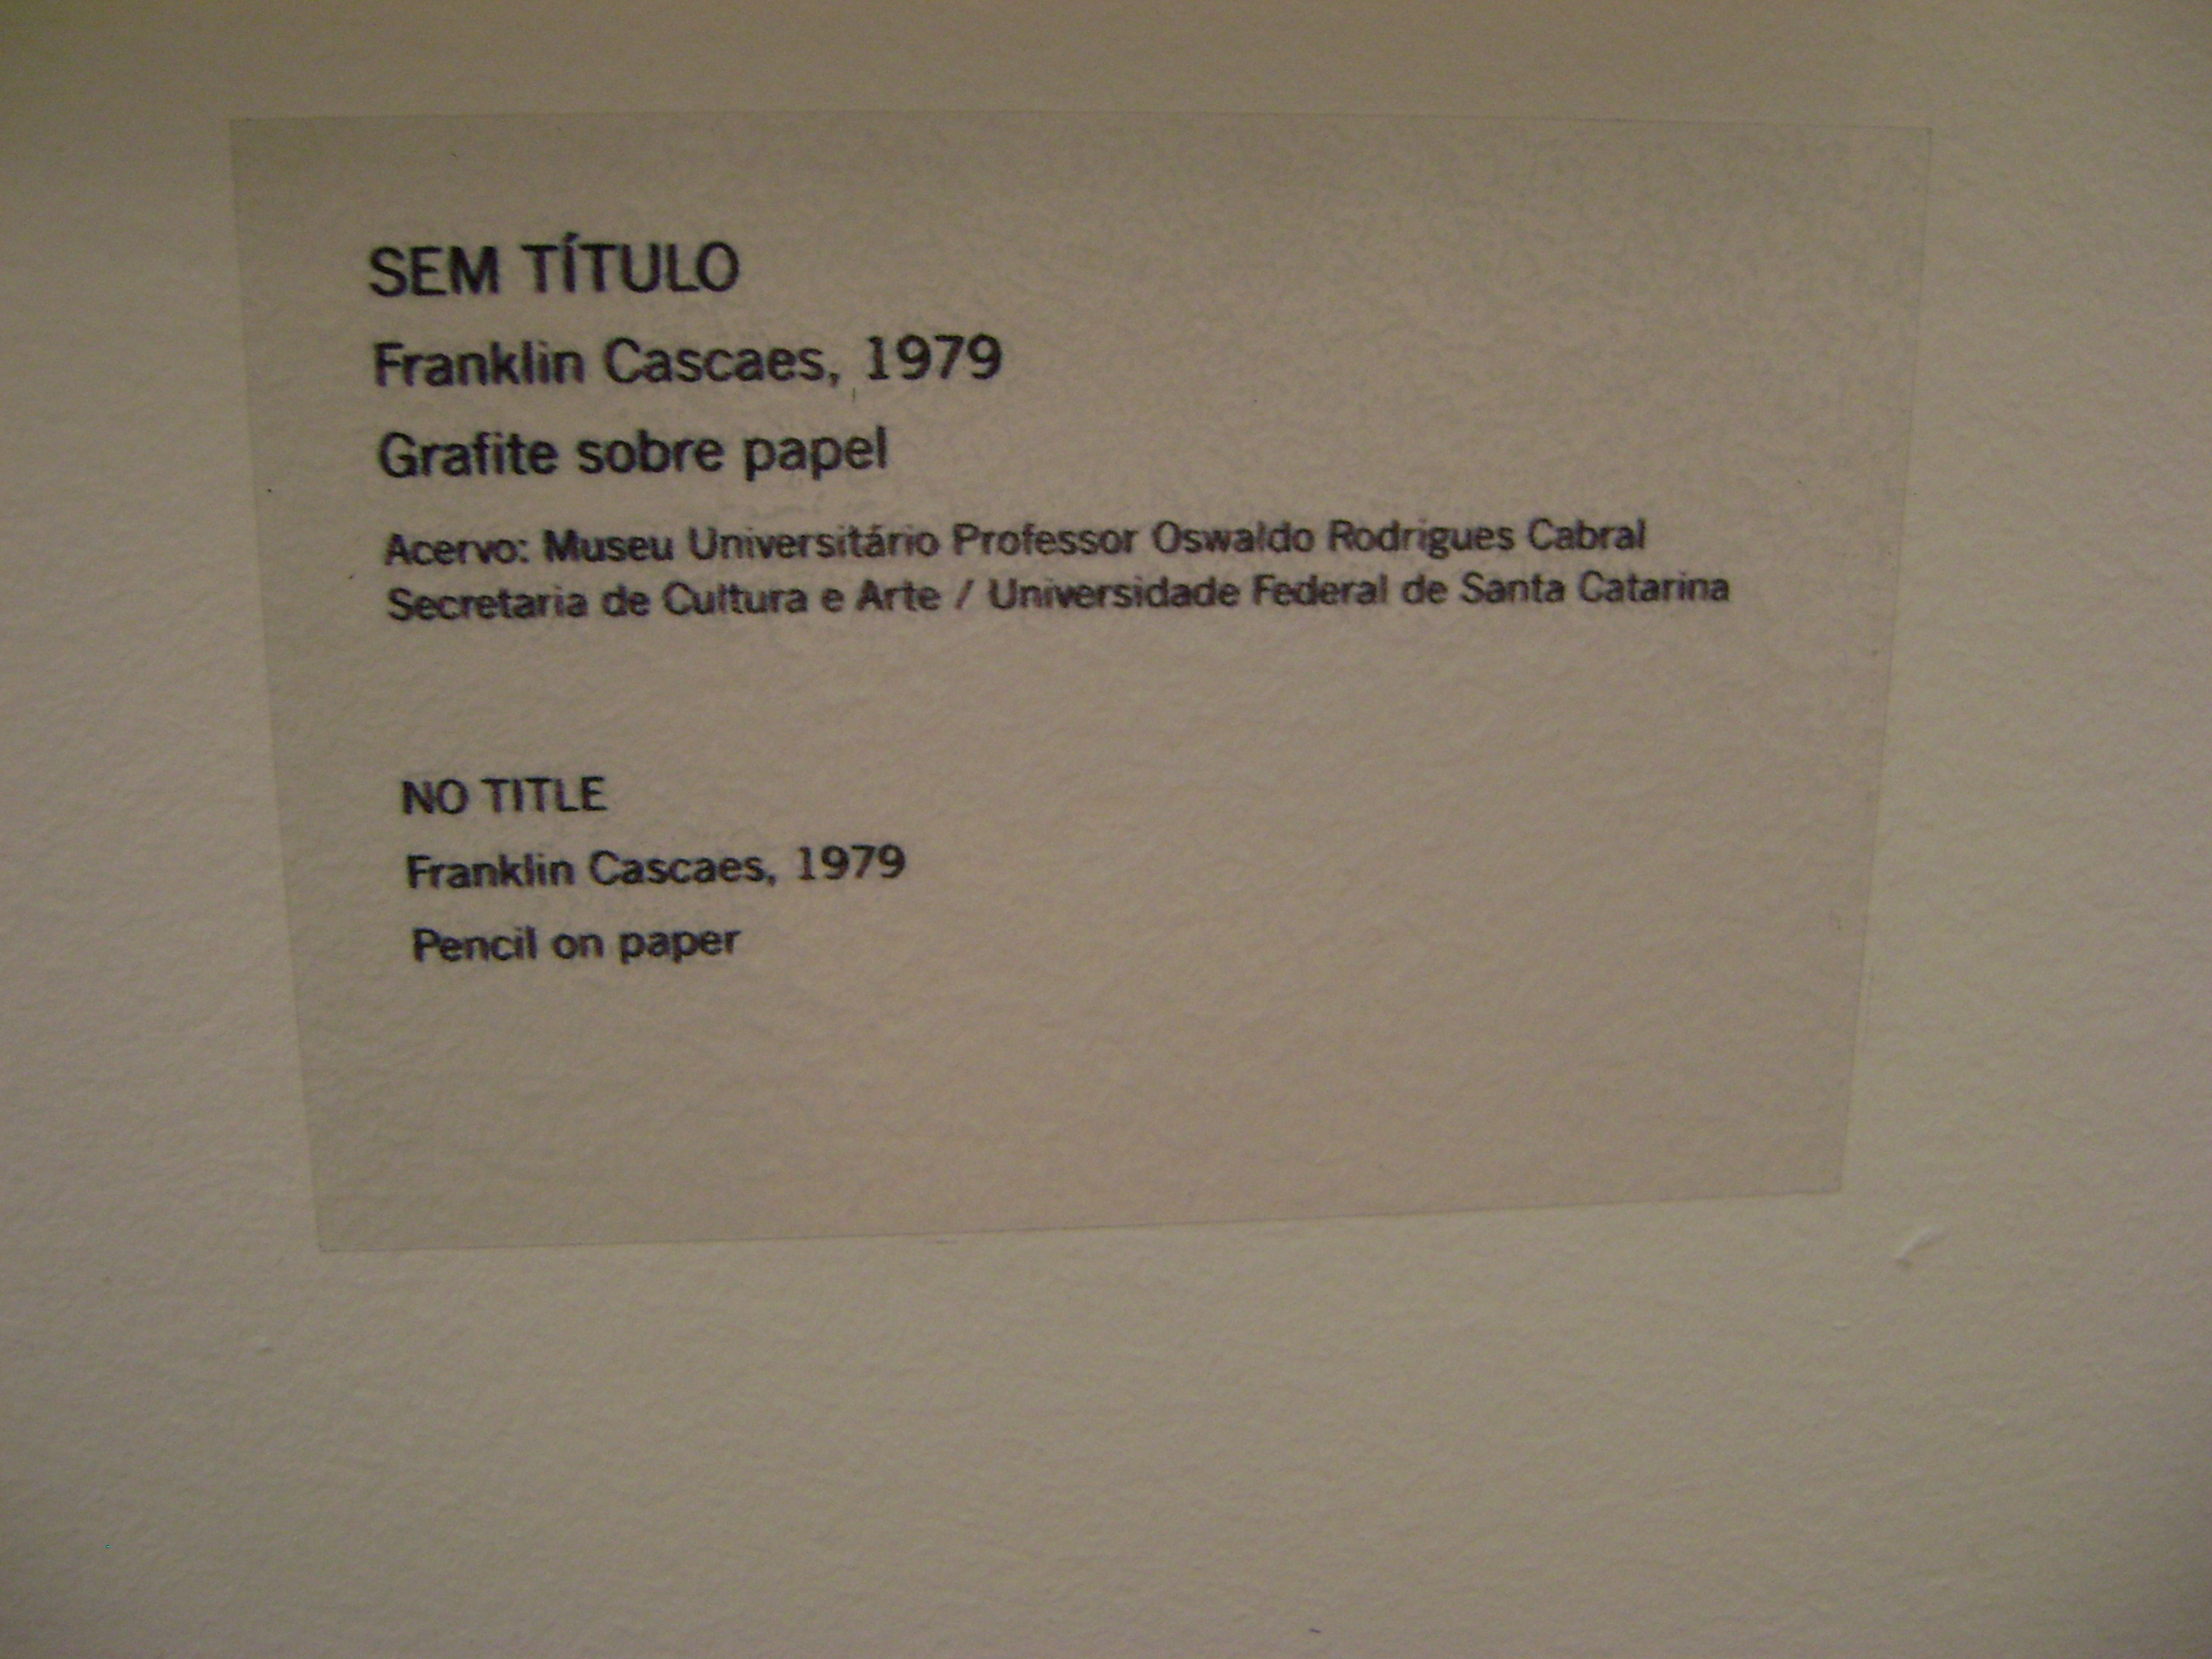 SEM TÍTULO
Franklin Cascaes, 1979
Grafite sobre papel
Acervo: Museu Universitário Professor Oswaldo Rodrigues Cabral
Secretaria de Cultura e Arte / Universidade Federal de Santa Catarina
NO TITLE
Franklin Cascaes, 1979
Pencil on paper